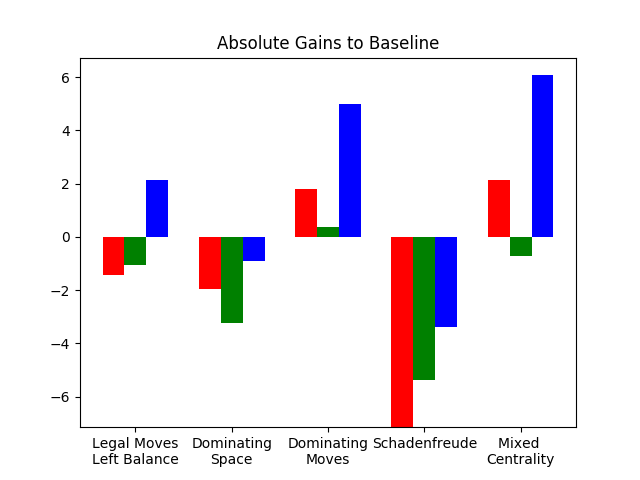 Absolute Gains to Baseline
6
4
2
0
−2
−4
−6
Legal Moves
Left Balance
Dominating
Space
Dominating
Moves
Schadenfreude
Mixed
Centrality